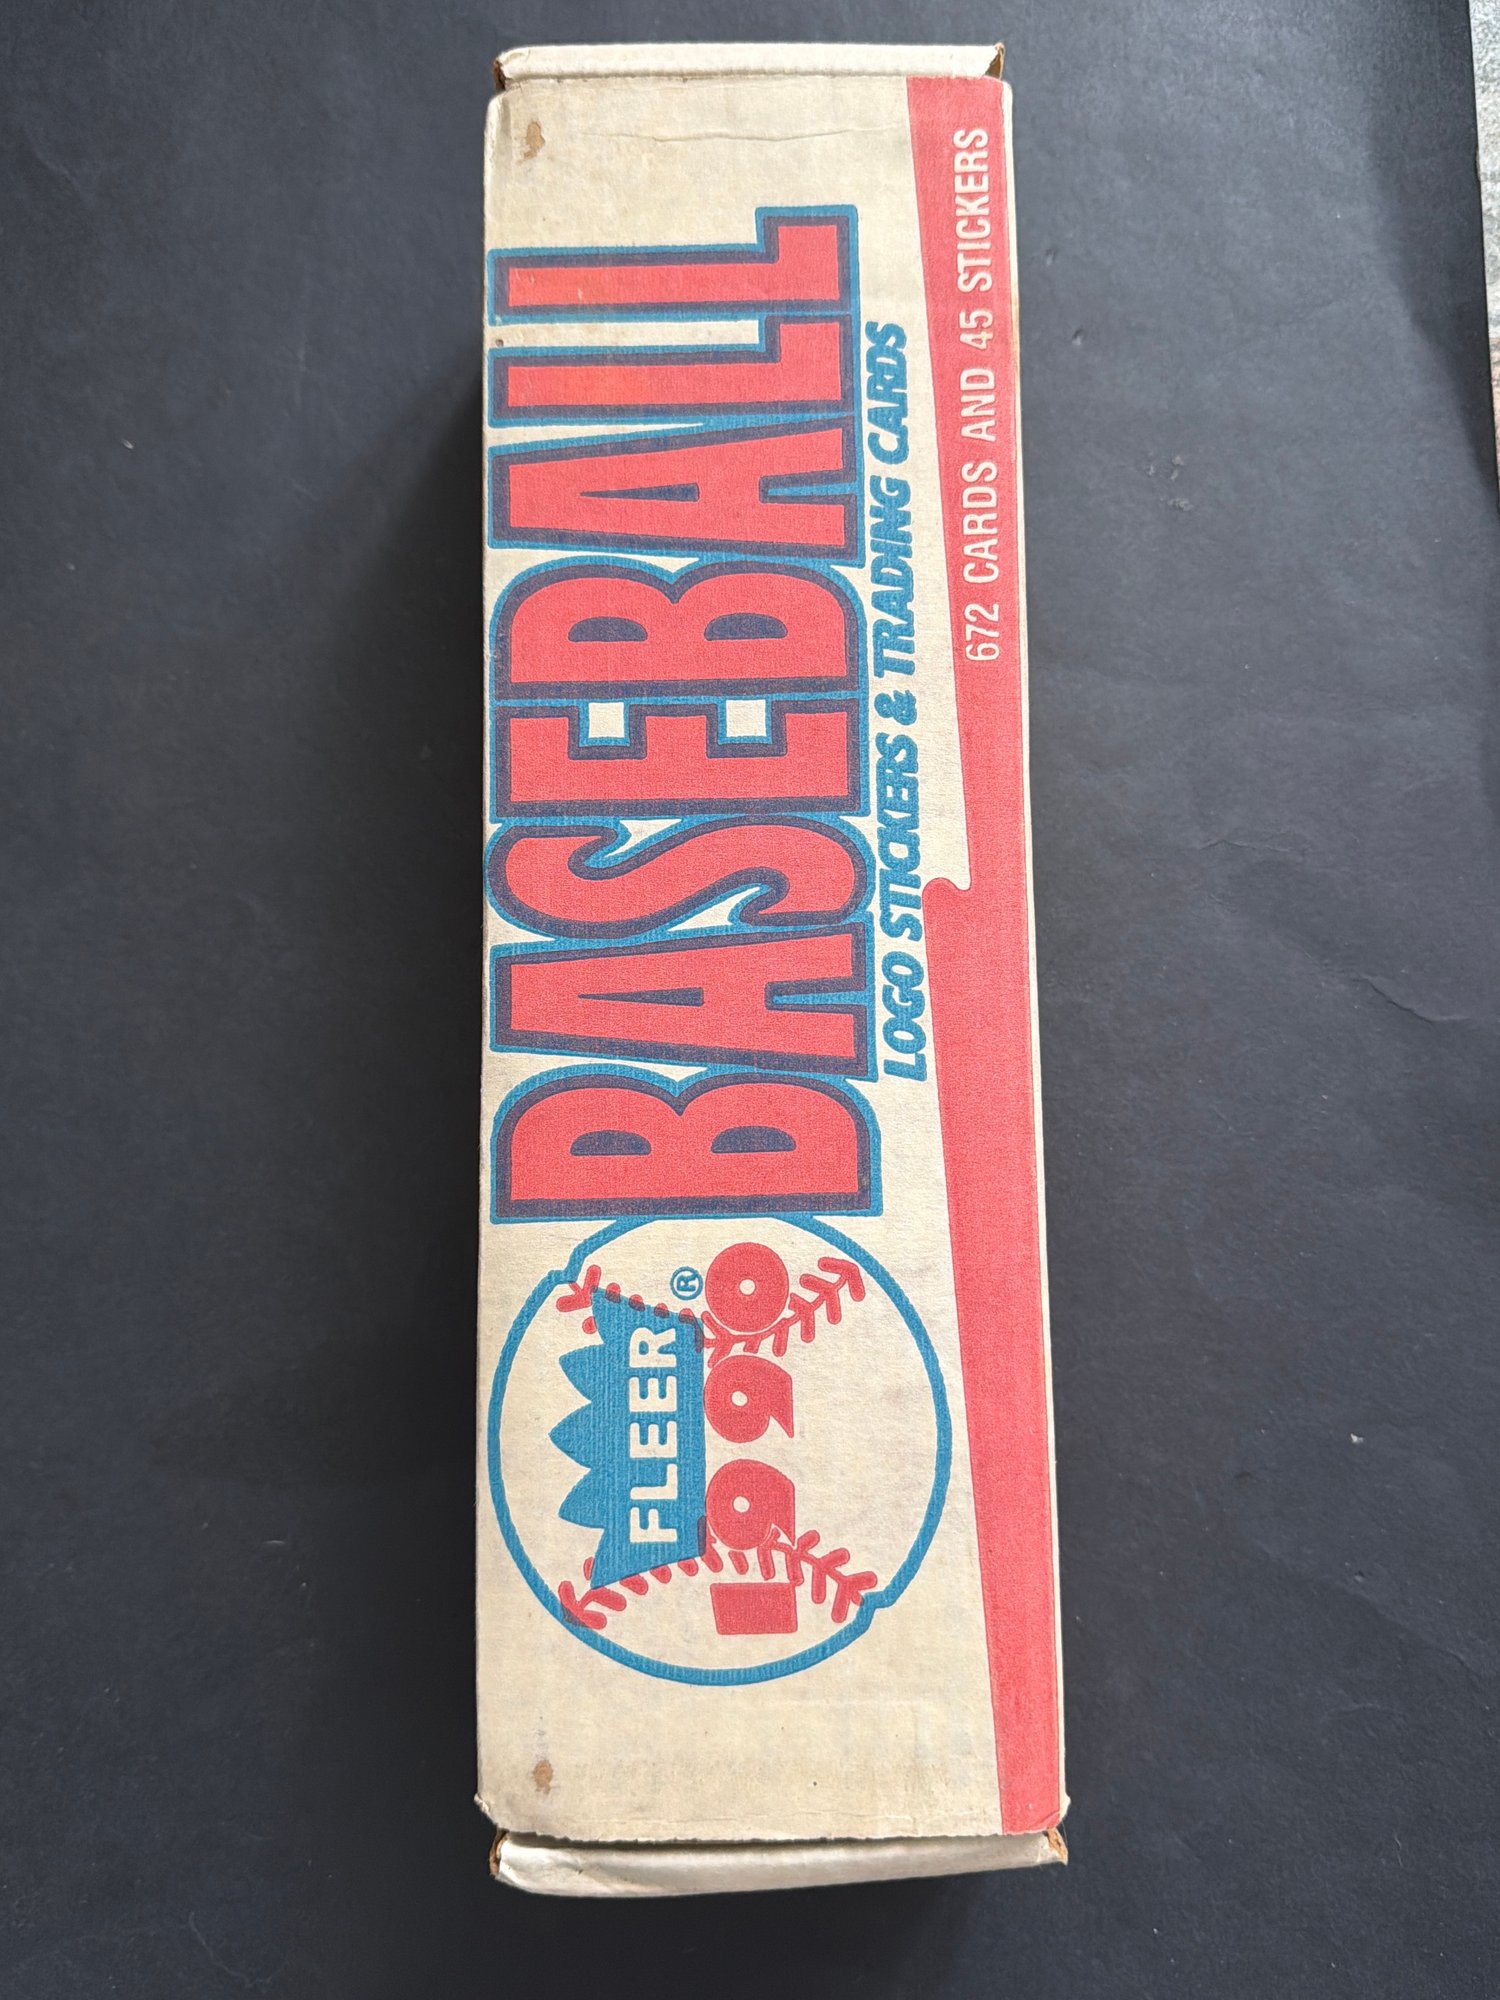 FLEER®
1990
BASEBALL
LOGO STICKERS & TRADING CARDS
672 CARDS AND 45 STICKERS